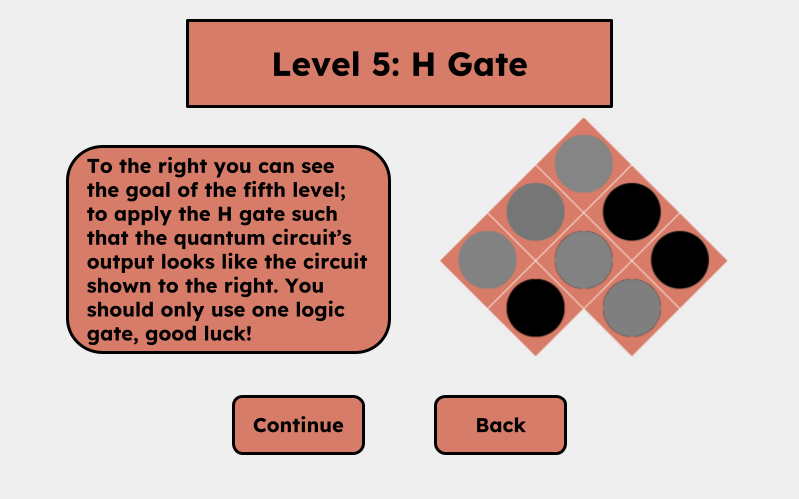 Level 5: H Gate
To the right you can see
the goal of the fifth level;
to apply the H gate such
that the quantum circuit’s
output looks like the circuit
shown to the right. You
should only use one logic
gate, good luck!
Continue
Back